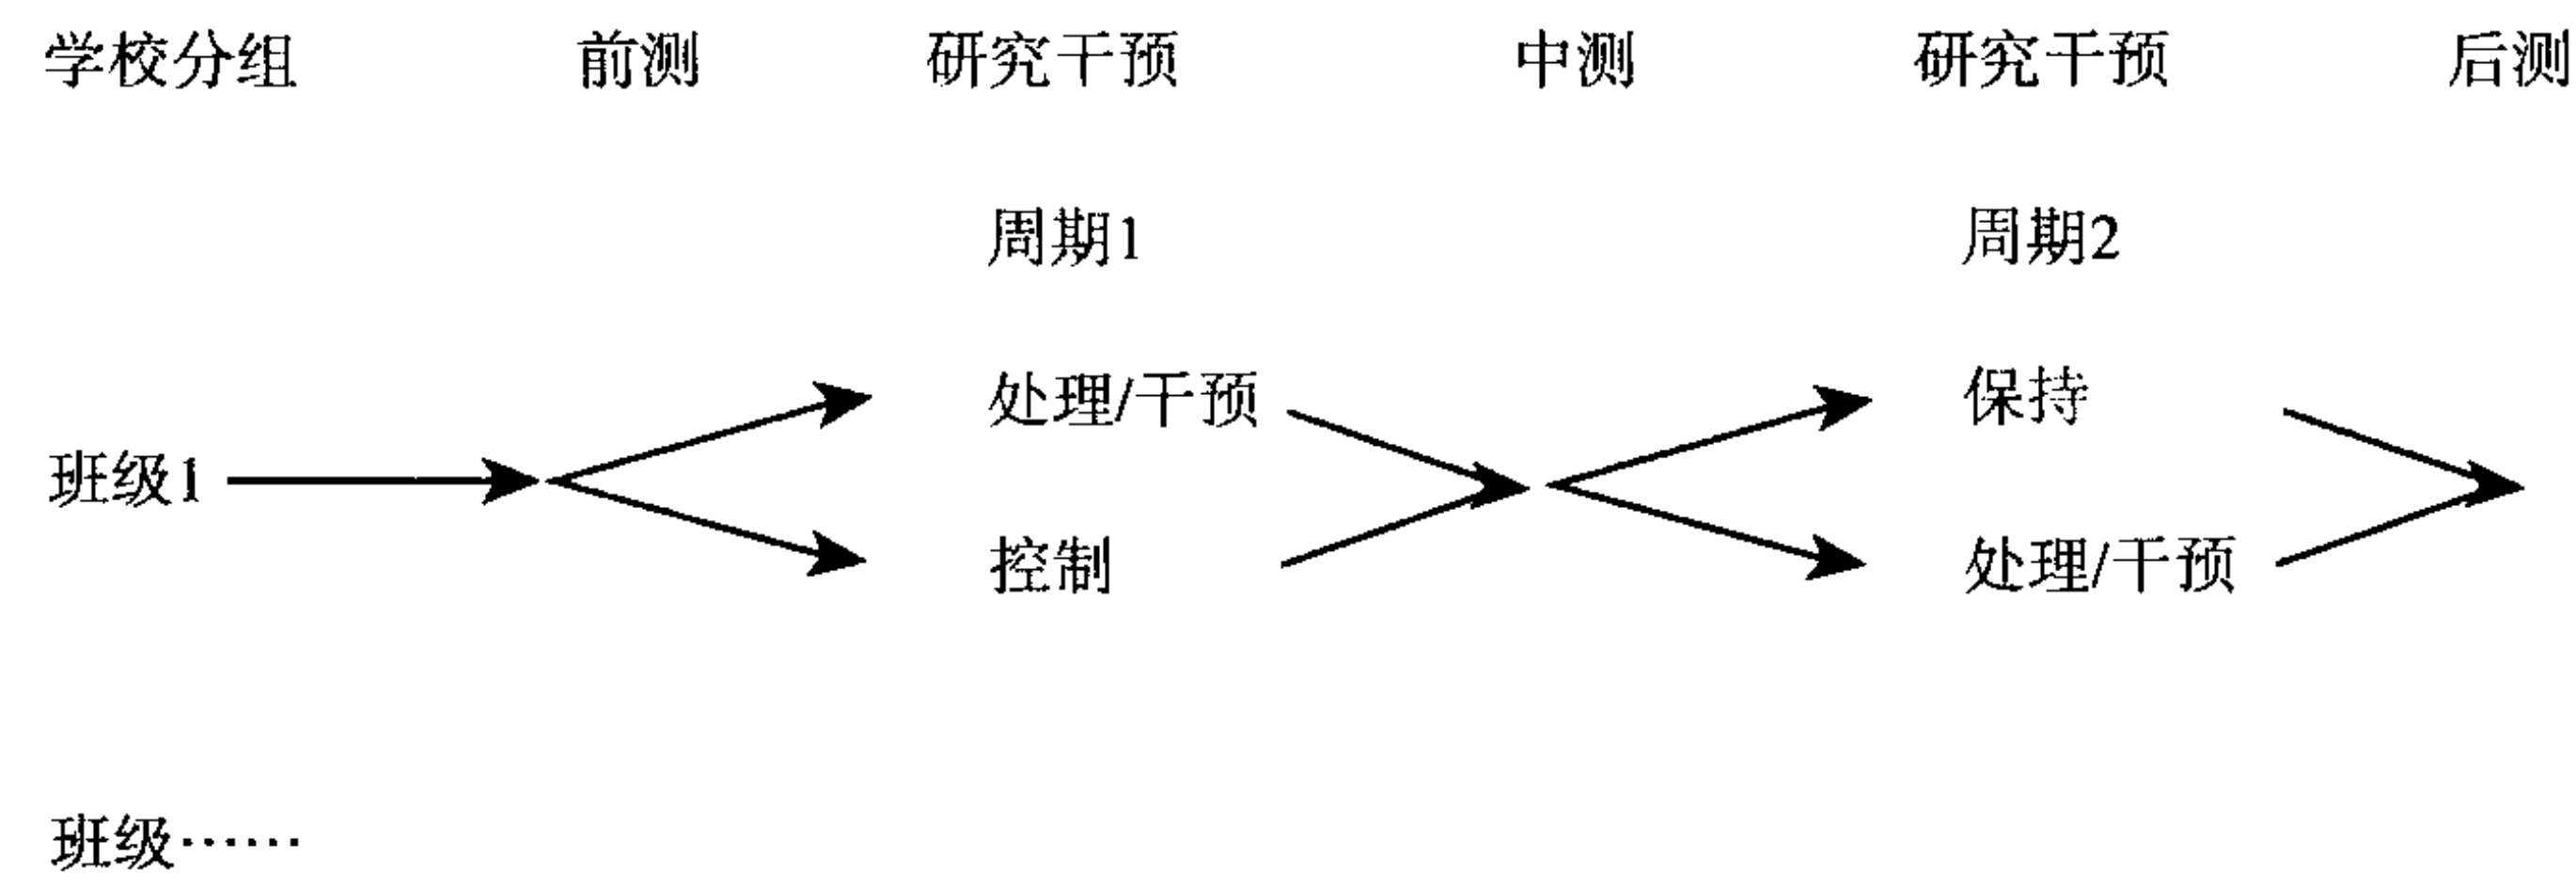 学校分组 前测 研究干预 中测 研究干预 后测
周期1 周期2
处理/干预 保持
班级1
控制 处理/干预
班级……